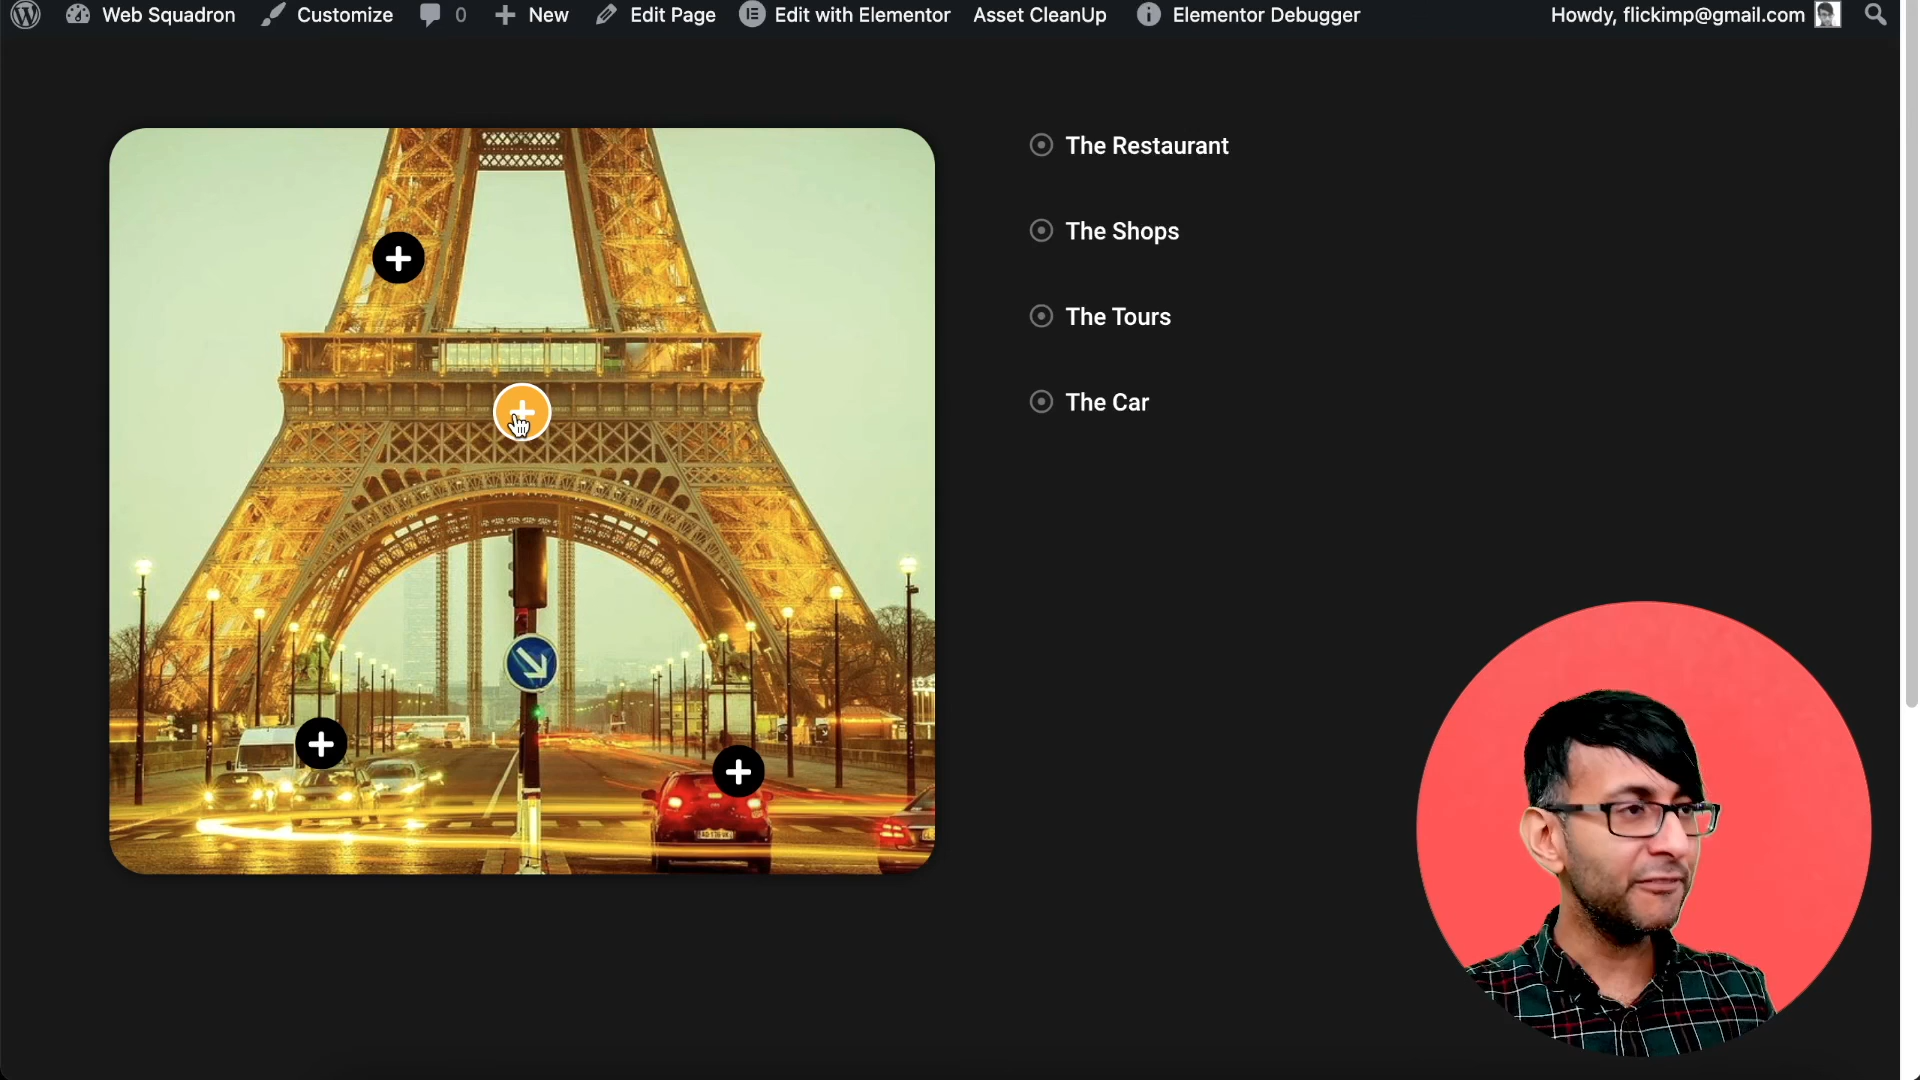 Web Squadron Customize 0 New Edit Page Edit with Elementor Asset CleanUp Elementor Debugger Howdy, flickimp@gmail.com
The Restaurant
The Shops
The Tours
The Car